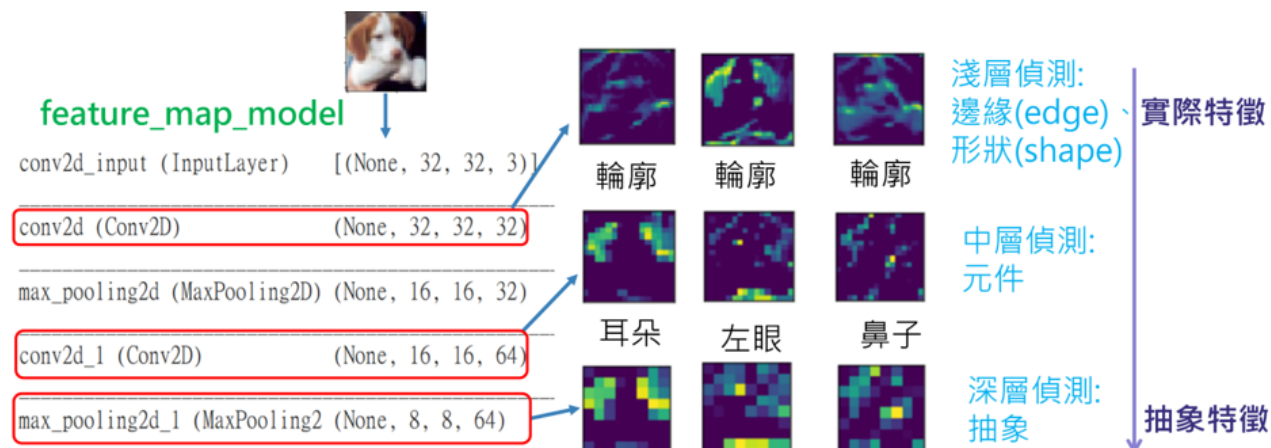 feature_map_model
conv2d_input (InputLayer) [(None, 32, 32, 3)]
conv2d (Conv2D) (None, 32, 32, 32)
max_pooling2d (MaxPooling2D) (None, 16, 16, 32)
conv2d_1 (Conv2D) (None, 16, 16, 64)
max_pooling2d_1 (MaxPooling2 (None, 8, 8, 64)
輪廓 輪廓 輪廓
耳朵 左眼 鼻子
淺層偵測:
邊緣(edge)、
形狀(shape)
實際特徵
中層偵測:
元件
深層偵測:
抽象
抽象特徵